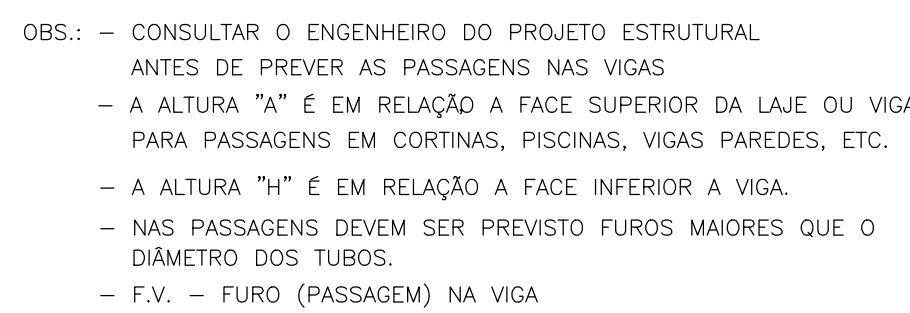 OBS.: – CONSULTAR O ENGENHEIRO DO PROJETO ESTRUTURAL
ANTES DE PREVER AS PASSAGENS NAS VIGAS
– A ALTURA "A" É EM RELAÇÃO A FACE SUPERIOR DA LAJE OU VIGA
PARA PASSAGENS EM CORTINAS, PISCINAS, VIGAS PAREDES, ETC.
– A ALTURA "H" É EM RELAÇÃO A FACE INFERIOR A VIGA.
– NAS PASSAGENS DEVEM SER PREVISTO FUROS MAIORES QUE O
DIÂMETRO DOS TUBOS.
– F.V. – FURO (PASSAGEM) NA VIGA